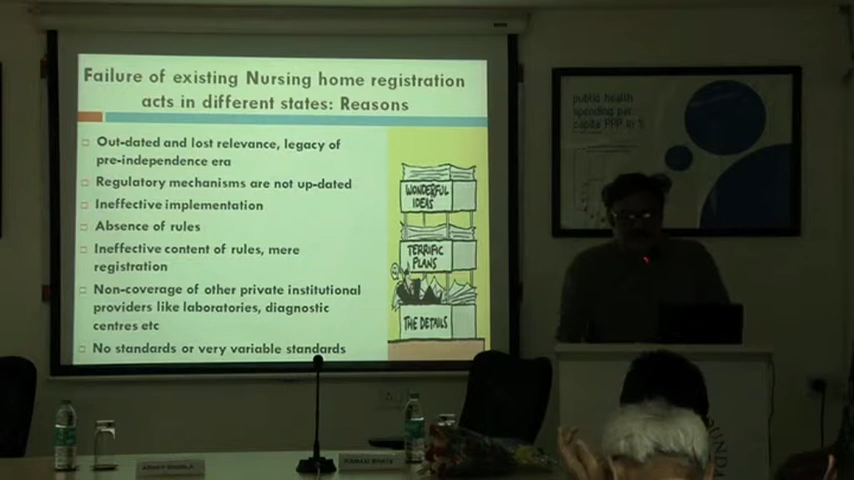 Failure of existing Nursing home registration
acts in different states: Reasons
Out-dated and lost relevance, legacy of
pre-independence era
Regulatory mechanisms are not up-dated
Ineffective implementation
Absence of rules
Ineffective content of rules, mere
registration
Non-coverage of other private institutional
providers like laboratories, diagnostic
centres etc
No standards or very variable standards
WONDERFUL
IDEAS
TERRIFIC
PLANS
THE DETAILS
public health
spending per
capita PPP in